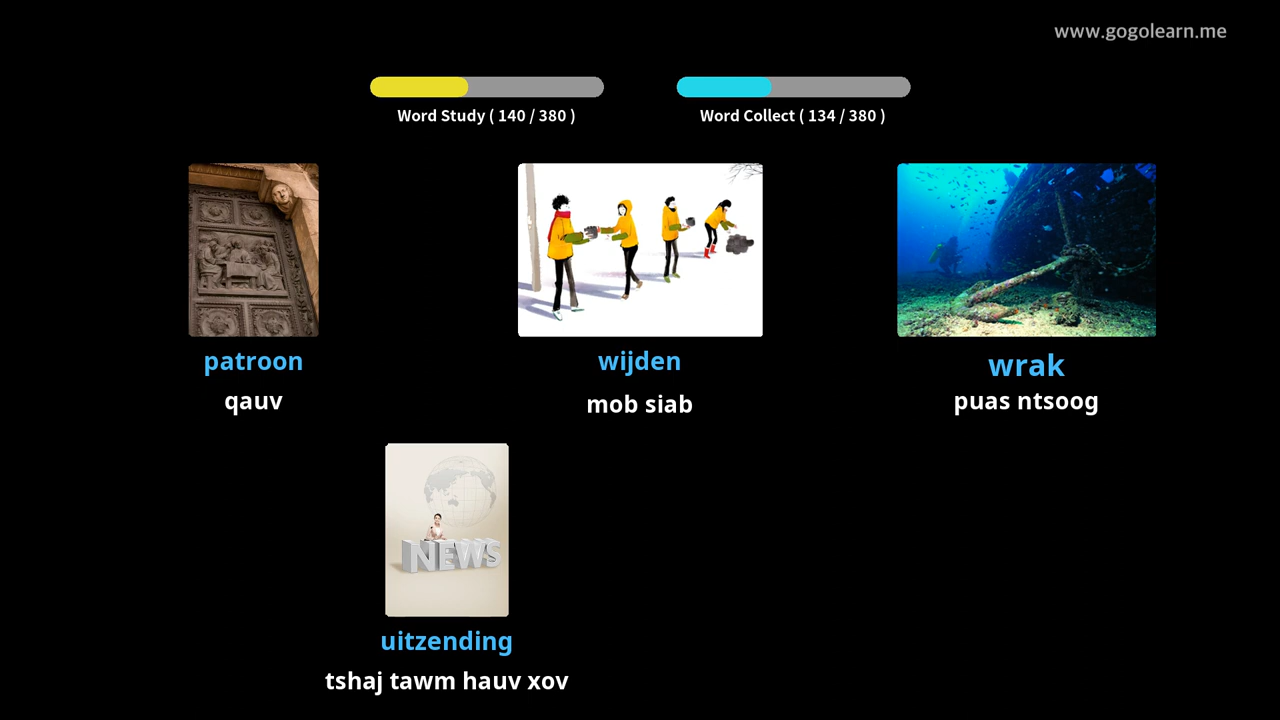 www.gogolearn.me
Word Study ( 140 / 380 )
Word Collect ( 134 / 380 )
patroon
qauv
wijden
mob siab
wrak
puas ntsoog
NEWS
uitzending
tshaj tawm hauv xov